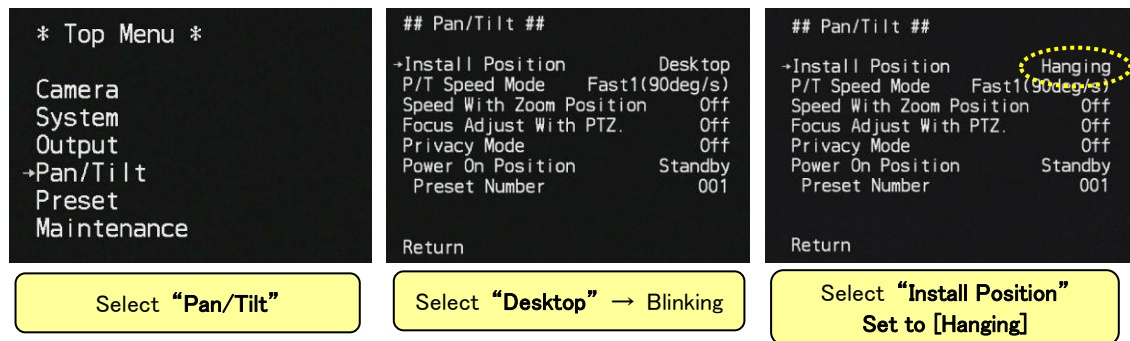 * Top Menu *
Camera
System
Output
→Pan/Tilt
Preset
Maintenance
Select “Pan/Tilt”
## Pan/Tilt ##
→Install Position Desktop
P/T Speed Mode Fast1(90deg/s)
Speed With Zoom Position Off
Focus Adjust With PTZ. Off
Privacy Mode Off
Power On Position Standby
Preset Number 001
Return
Select “Desktop” → Blinking
## Pan/Tilt ##
→Install Position Hanging
P/T Speed Mode Fast1(90deg/s)
Speed With Zoom Position Off
Focus Adjust With PTZ. Off
Privacy Mode Off
Power On Position Standby
Preset Number 001
Return
Select “Install Position”
Set to [Hanging]